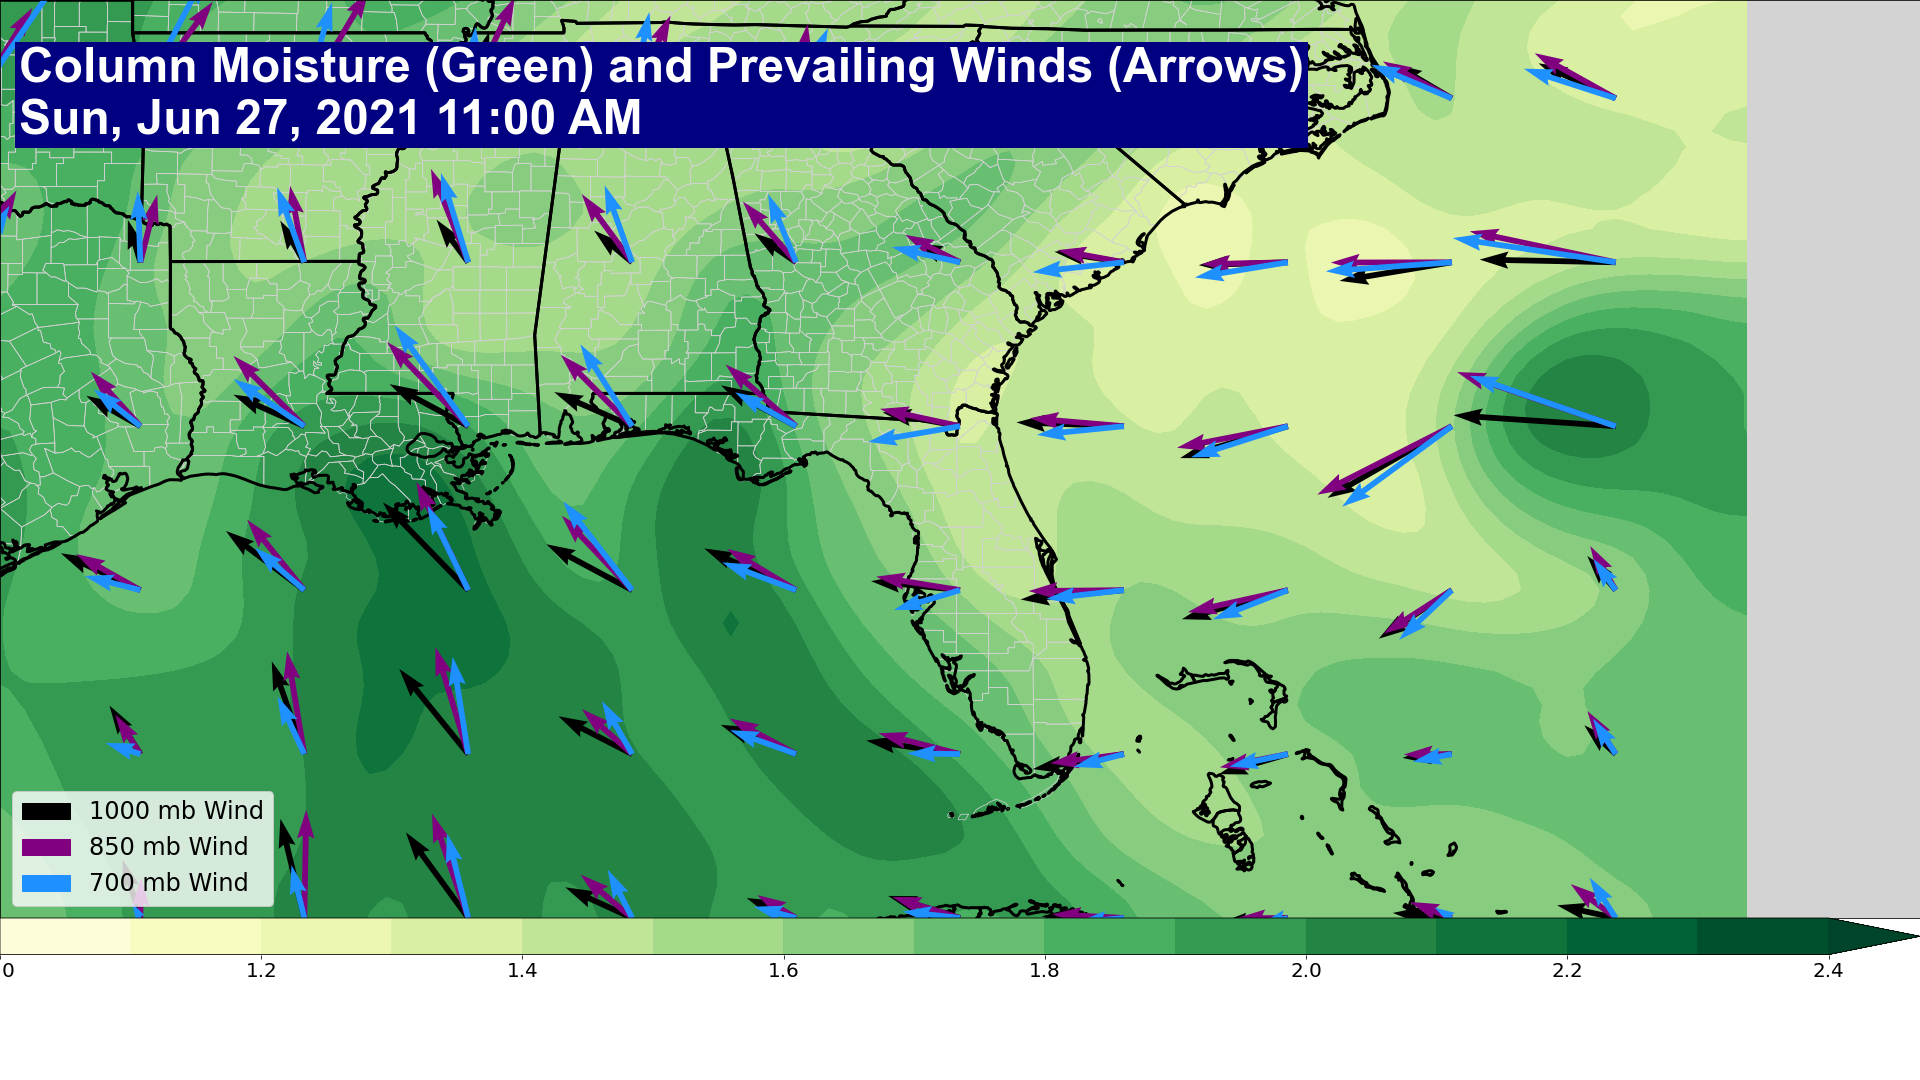 Column Moisture (Green) and Prevailing Winds (Arrows)
Sun, Jun 27, 2021 11:00 AM
1000 mb Wind
850 mb Wind
700 mb Wind
0 1.2 1.4 1.6 1.8 2.0 2.2 2.4